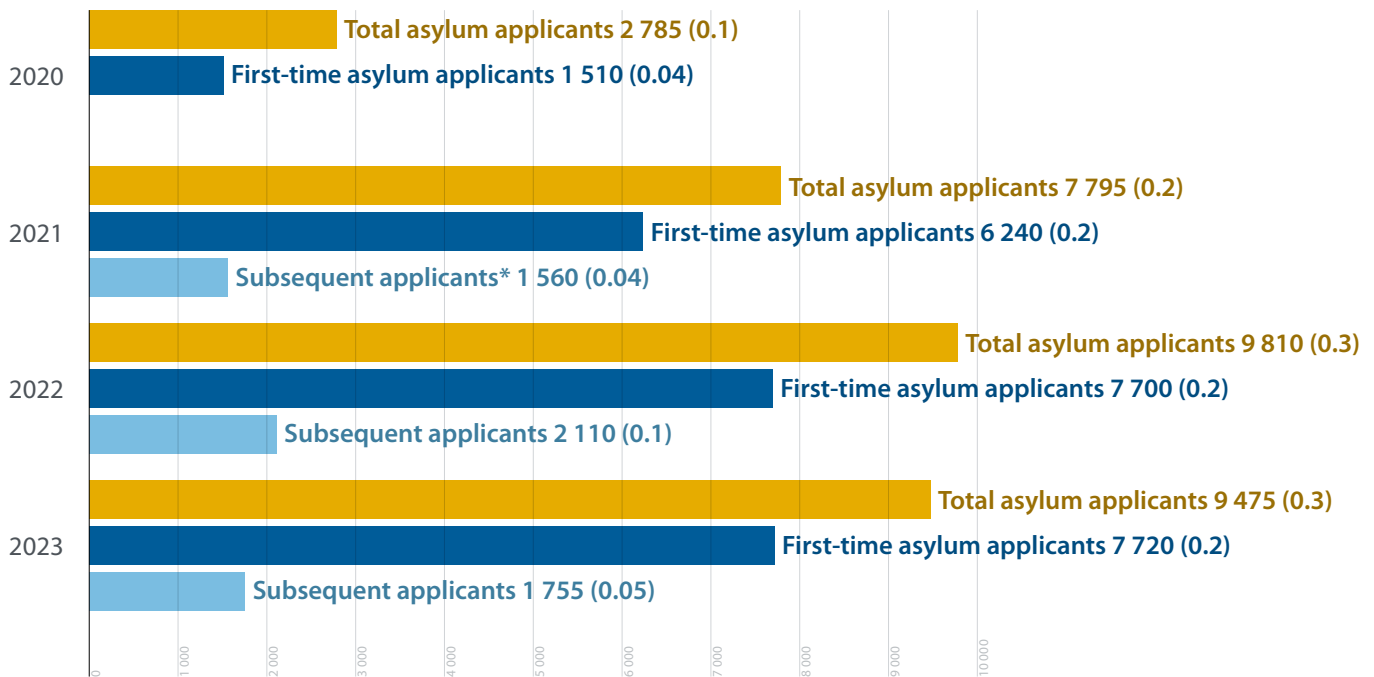 Total asylum applicants 2 785 (0.1)
2020
First-time asylum applicants 1 510 (0.04)
Total asylum applicants 7 795 (0.2)
2021
First-time asylum applicants 6 240 (0.2)
Subsequent applicants* 1 560 (0.04)
Total asylum applicants 9 810 (0.3)
2022
First-time asylum applicants 7 700 (0.2)
Subsequent applicants 2 110 (0.1)
Total asylum applicants 9 475 (0.3)
2023
First-time asylum applicants 7 720 (0.2)
Subsequent applicants 1 755 (0.05)
0
1 000
2 000
3 000
4 000
5 000
6 000
7 000
8 000
9 000
10 000